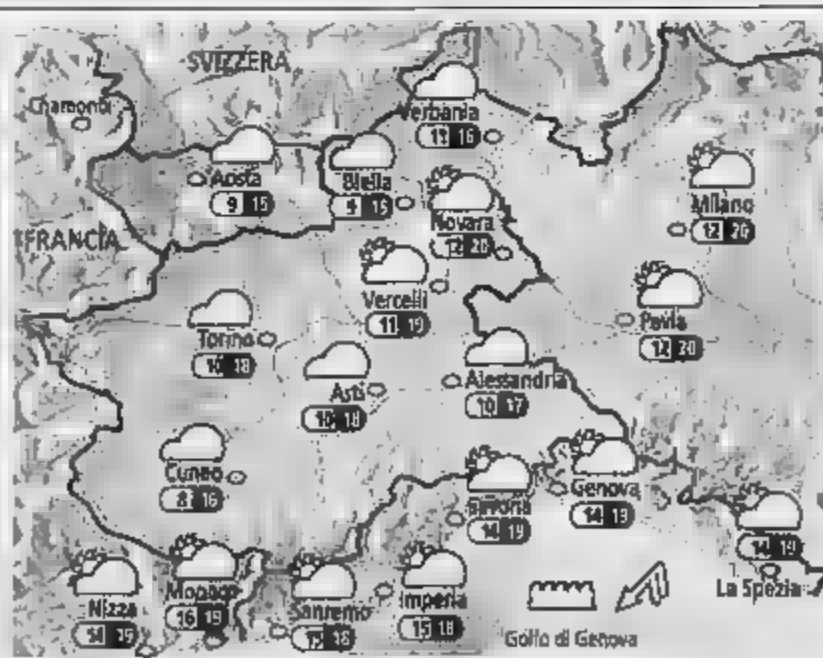 SVIZZERA
Chamonix
Verbania
11 16
Aosta
9 15
Biella
9 15
Milano
12 20
Novara
12 20
FRANCIA
Vercelli
11 19
Pavia
12 20
Torino
10 18
Asti
10 18
Alessandria
10 17
Cuneo
8 16
Savona
14 19
Genova
14 19
14 19
La Spezia
Nizza
Monaco
16 19
Sanremo
15 18
Imperia
15 18
Golfo di Genova